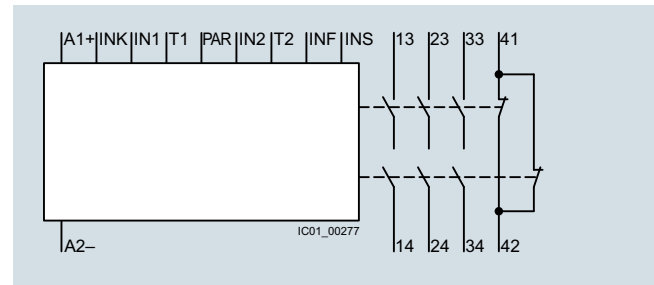 A1+ INK IN1 T1 PAR IN2 T2 INF INS 13 23 33 41
IC01_00277
A2– 14 24 34 42